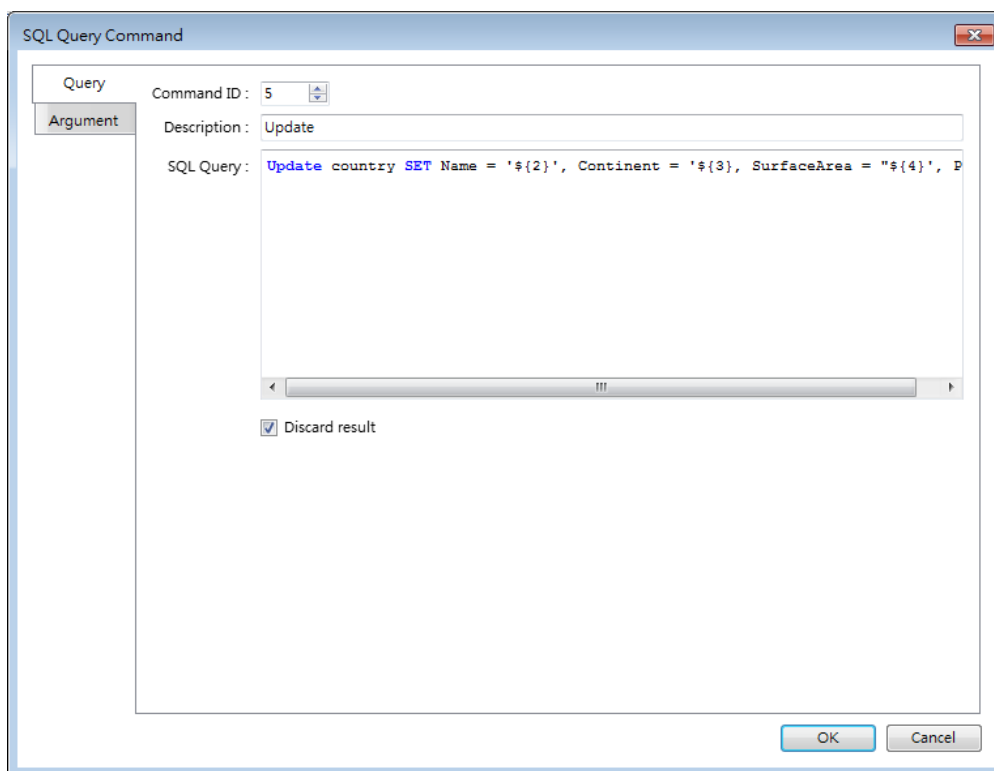 SQL Query Command
Query
Argument
Command ID : 5
Description : Update
SQL Query : Update country SET Name = '${2}', Continent = '${3}, SurfaceArea = "${4}', P
Discard result
OK Cancel